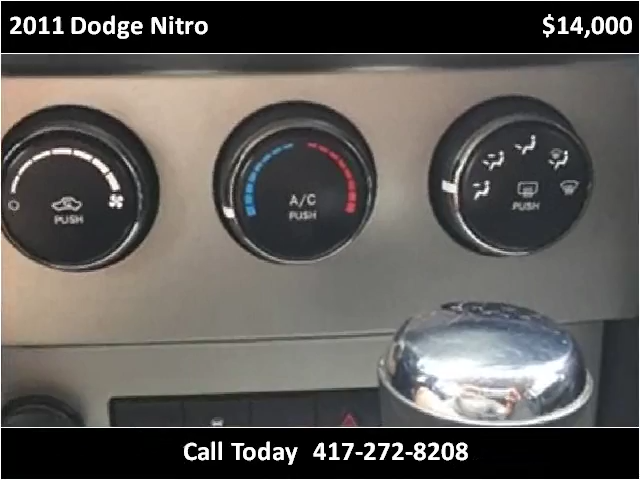 2011 Dodge Nitro $14,000
PUSH
A/C
PUSH
PUSH
Call Today 417-272-8208